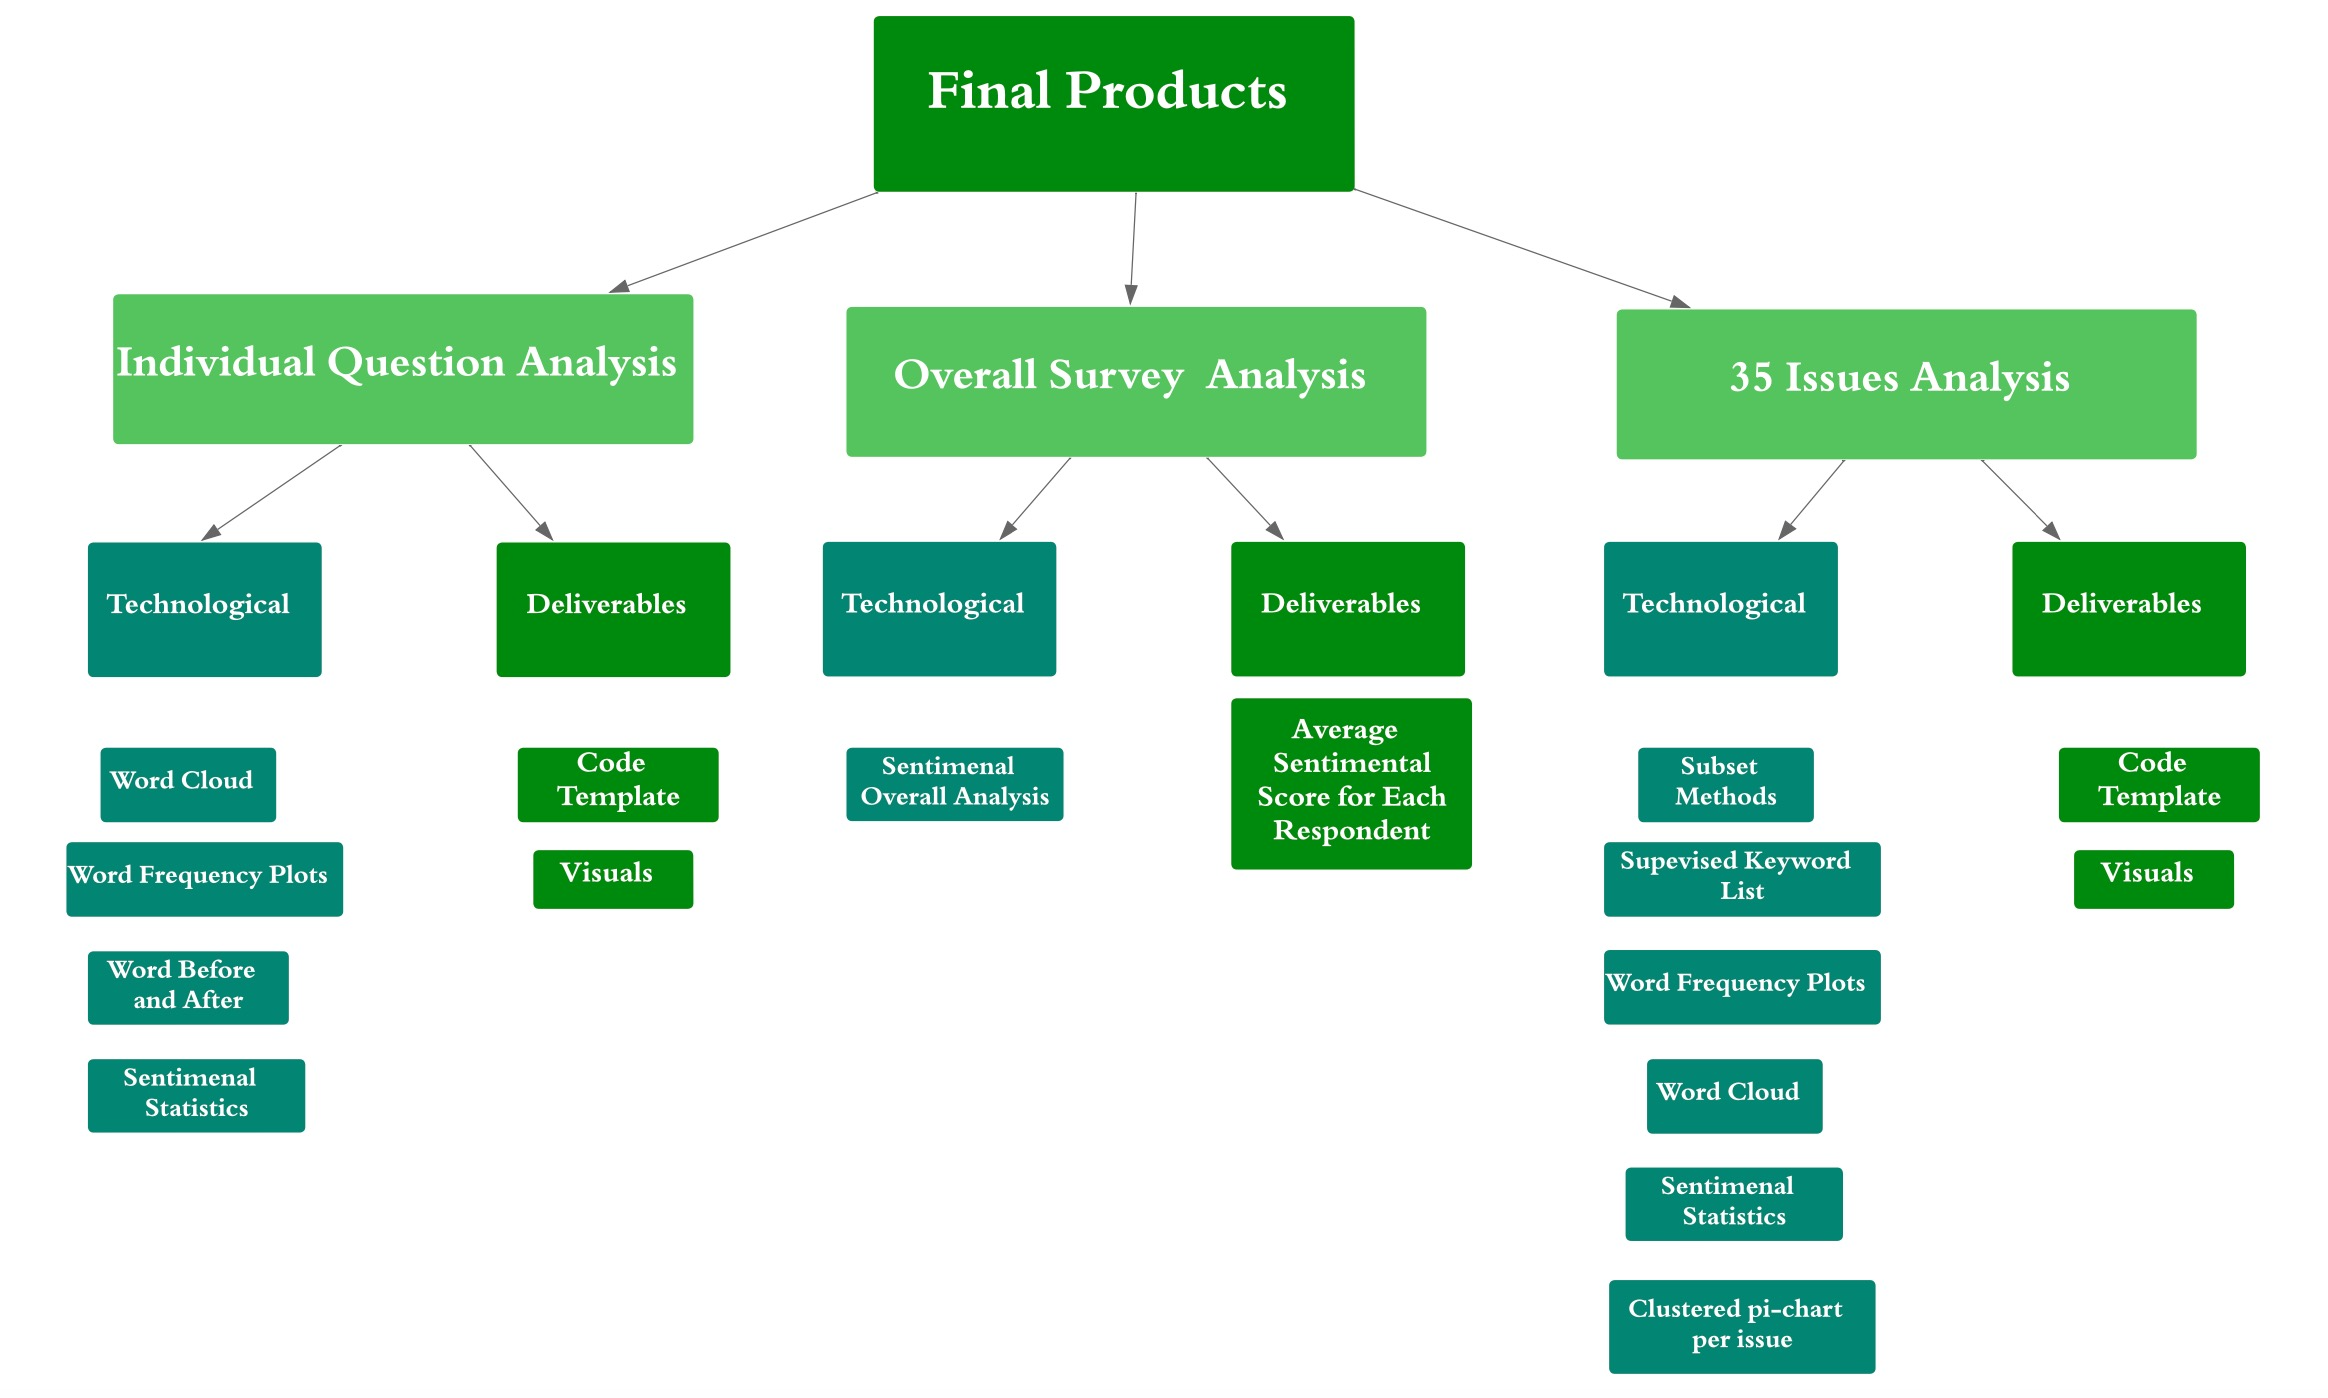 Final Products
Individual Question Analysis
Overall Survey  Analysis
35 Issues Analysis
Technological
Deliverables
Technological
Deliverables
Technological
Deliverables
Word Cloud
Word Frequency Plots
Word Before
and After
Sentimenal
Statistics
Code
Template
Visuals
Sentimenal
Overall Analysis
Average
Sentimental
Score for Each
Respondent
Subset
Methods
Supevised Keyword
List
Word Frequency Plots
Word Cloud
Sentimenal
Statistics
Clustered pi-chart
per issue
Code
Template
Visuals